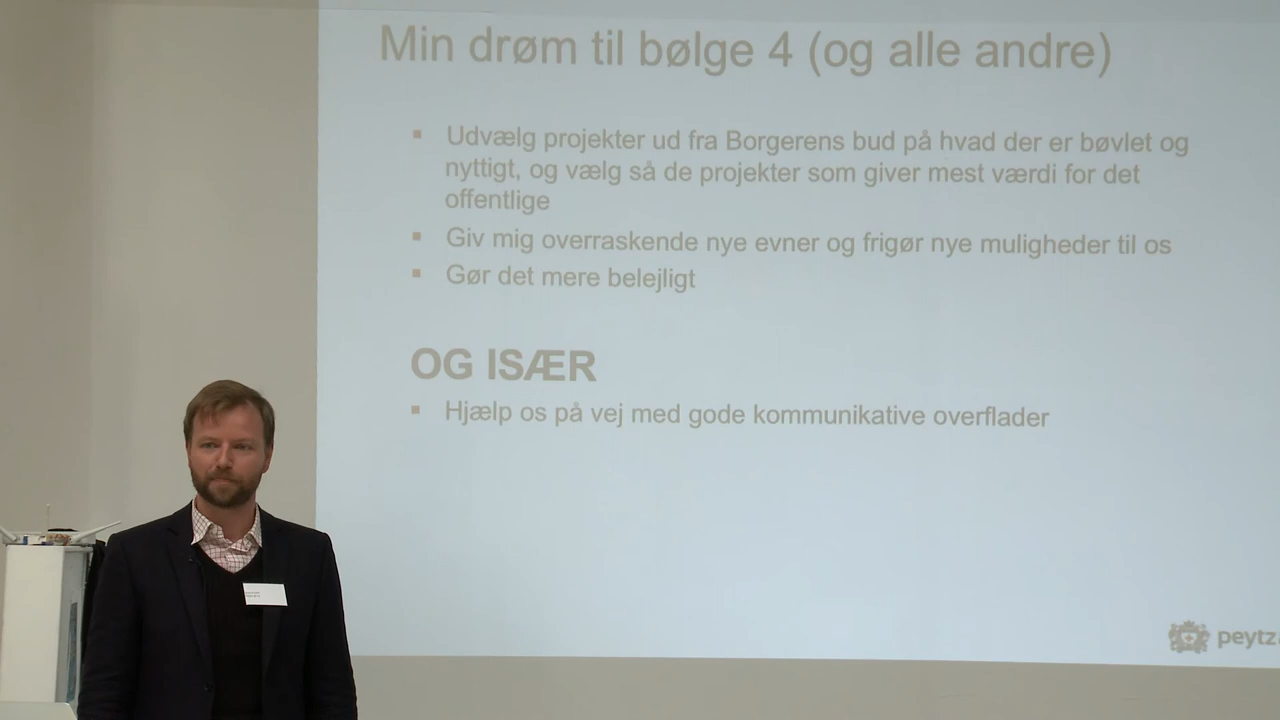 Min drøm til bølge 4 (og alle andre)
Udvælg projekter ud fra Borgerens bud på hvad der er bøvlet og
nyttigt, og vælg så de projekter som giver mest værdi for det
offentlige
Giv mig overraskende nye evner og frigør nye muligheder til os
Gør det mere belejligt
OG ISÆR
Hjælp os på vej med gode kommunikative overflader
peytz